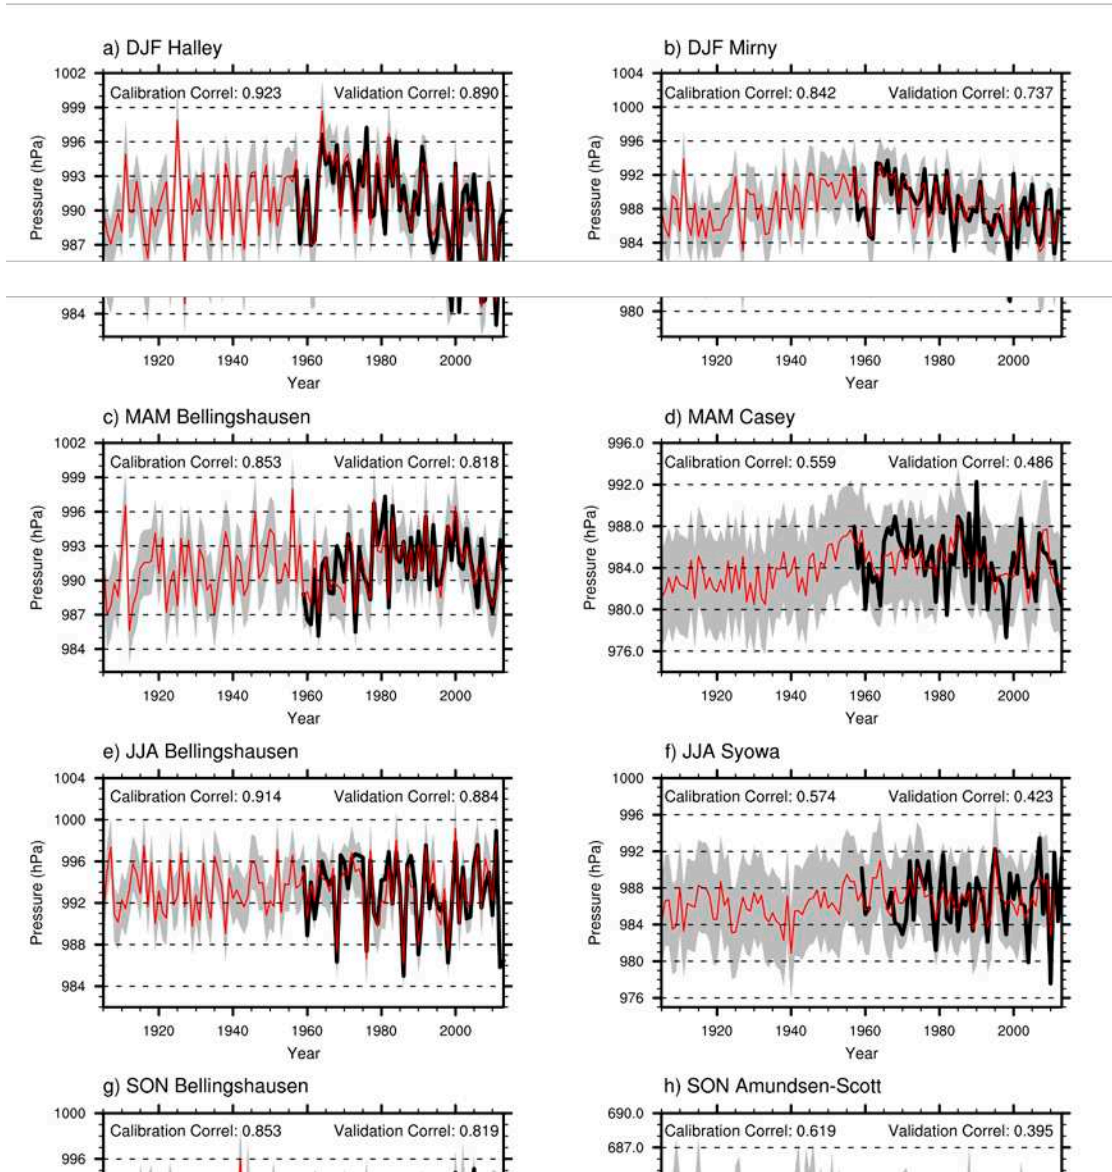 a) DJF Halley
1002
Calibration Correl: 0.923 Validation Correl: 0.890
999
996
993
990
987
Pressure (hPa)
984
1920 1940 1960 1980 2000
Year
b) DJF Mirny
1004
Calibration Correl: 0.842 Validation Correl: 0.737
1000
996
992
988
984
Pressure (hPa)
980
1920 1940 1960 1980 2000
Year
c) MAM Bellingshausen
1002
Calibration Correl: 0.853 Validation Correl: 0.818
999
996
993
990
987
984
Pressure (hPa)
1920 1940 1960 1980 2000
Year
d) MAM Casey
996.0
Calibration Correl: 0.559 Validation Correl: 0.486
992.0
988.0
984.0
980.0
976.0
Pressure (hPa)
1920 1940 1960 1980 2000
Year
e) JJA Bellingshausen
1004
Calibration Correl: 0.914 Validation Correl: 0.884
1000
996
992
988
984
Pressure (hPa)
1920 1940 1960 1980 2000
Year
f) JJA Syowa
1000
Calibration Correl: 0.574 Validation Correl: 0.423
996
992
988
984
980
976
Pressure (hPa)
1920 1940 1960 1980 2000
Year
g) SON Bellingshausen
1000
Calibration Correl: 0.853 Validation Correl: 0.819
996
h) SON Amundsen-Scott
690.0
Calibration Correl: 0.619 Validation Correl: 0.395
687.0